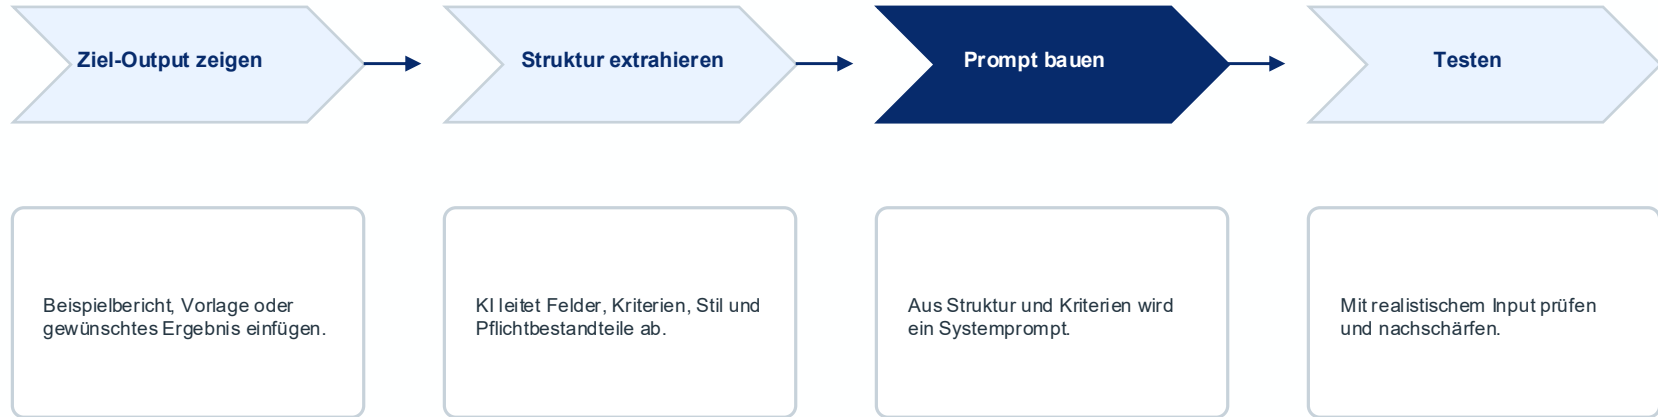 Ziel-Output zeigen
Struktur extrahieren
Prompt bauen
Testen
Beispielbericht, Vorlage oder
gewünschtes Ergebnis einfügen.
KI leitet Felder, Kriterien, Stil und
Pflichtbestandteile ab.
Aus Struktur und Kriterien wird
ein Systemprompt.
Mit realistischem Input prüfen
und nachschärfen.